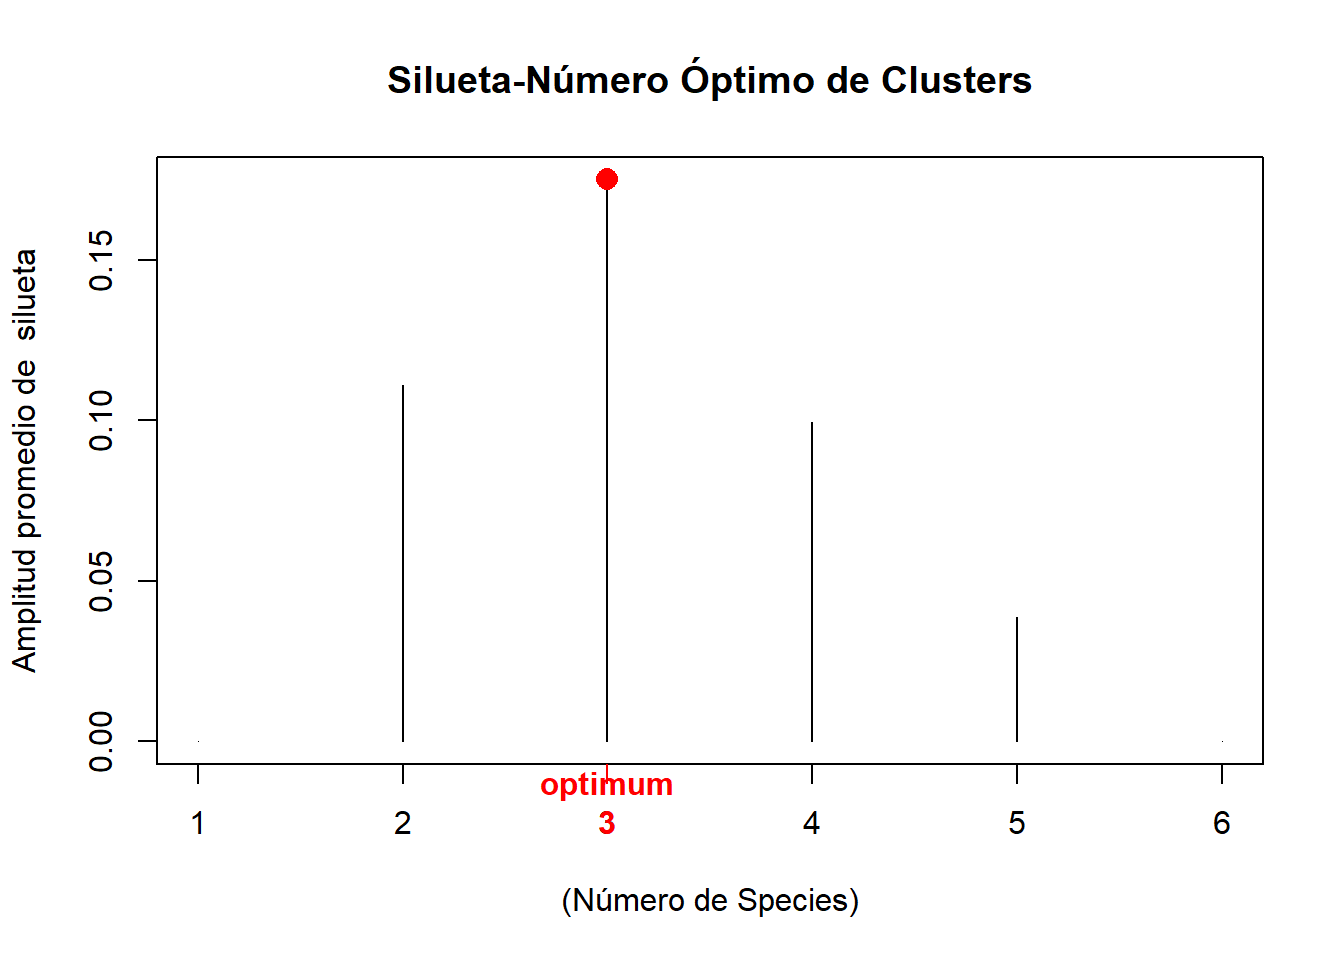 Silueta-Número Óptimo de Clusters
Amplitud promedio de  silueta
0.15
0.10
0.05
0.00
optimum
1 2 3 4 5 6
(Número de Species)